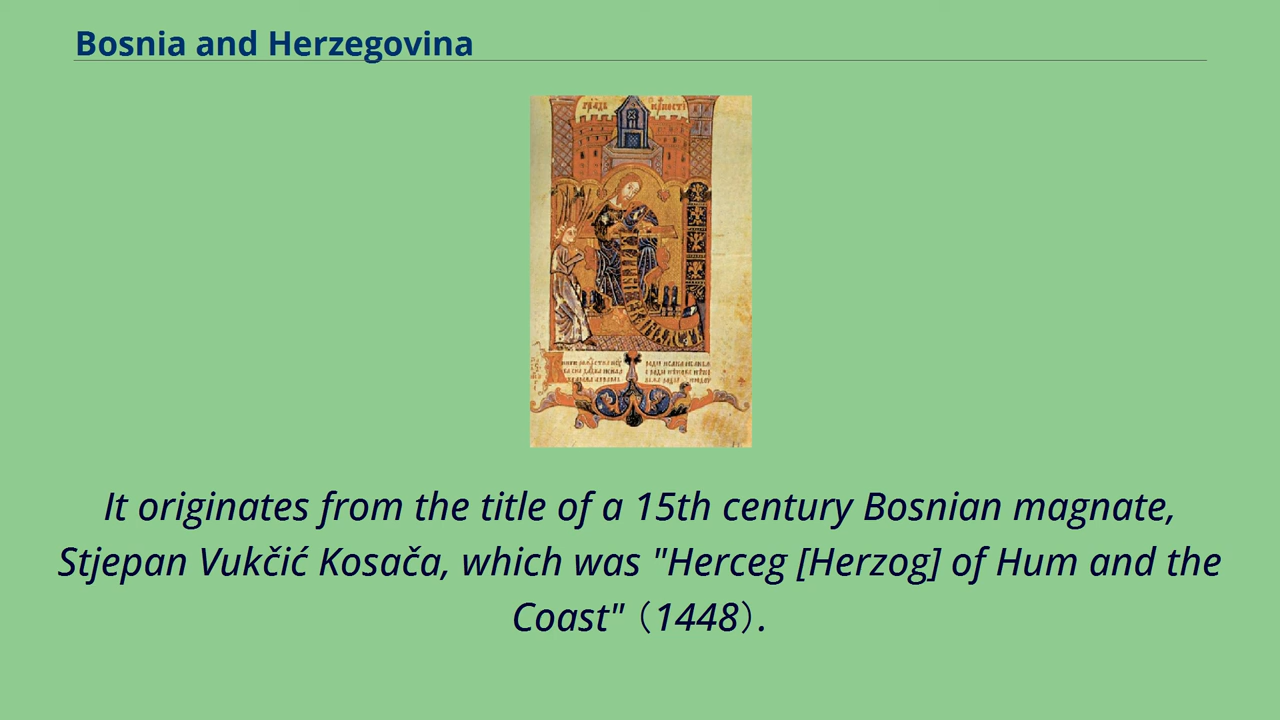 Bosnia and Herzegovina
It originates from the title of a 15th century Bosnian magnate,
Stjepan Vukčić Kosača, which was "Herceg [Herzog] of Hum and the
Coast"（1448）.